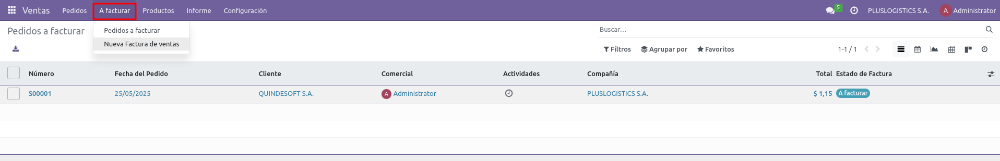 Ventas Pedidos A facturar Productos Informe Configuración 5 PLUSLOGISTICS S.A. A Administrator
Pedidos a facturar
Pedidos a facturar
Nueva Factura de ventas
Buscar...
Filtros Agrupar por Favoritos 1-1 / 1
Número Fecha del Pedido Cliente Comercial Actividades Compañía Total Estado de Factura
S00001 25/05/2025 QUINDESOFT S.A. A Administrator PLUSLOGISTICS S.A. $ 1,15 A facturar